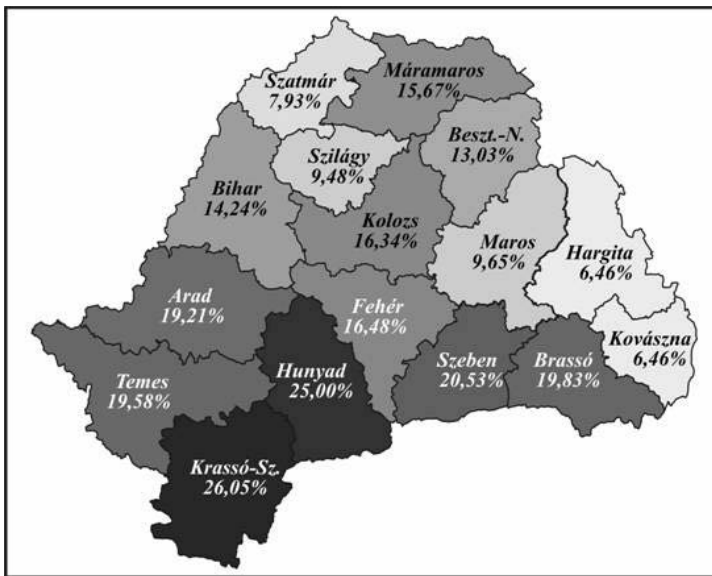 Szatmár
7,93%
Máramaros
15,67%
Szilágy
9,48%
Beszt.-N.
13,03%
Bihar
14,24%
Kolozs
16,34%
Maros
9,65%
Hargita
6,46%
Arad
19,21%
Fehér
16,48%
Kovászna
6,46%
Temes
19,58%
Hunyad
25,00%
Szeben
20,53%
Brassó
19,83%
Krassó-Sz.
26,05%